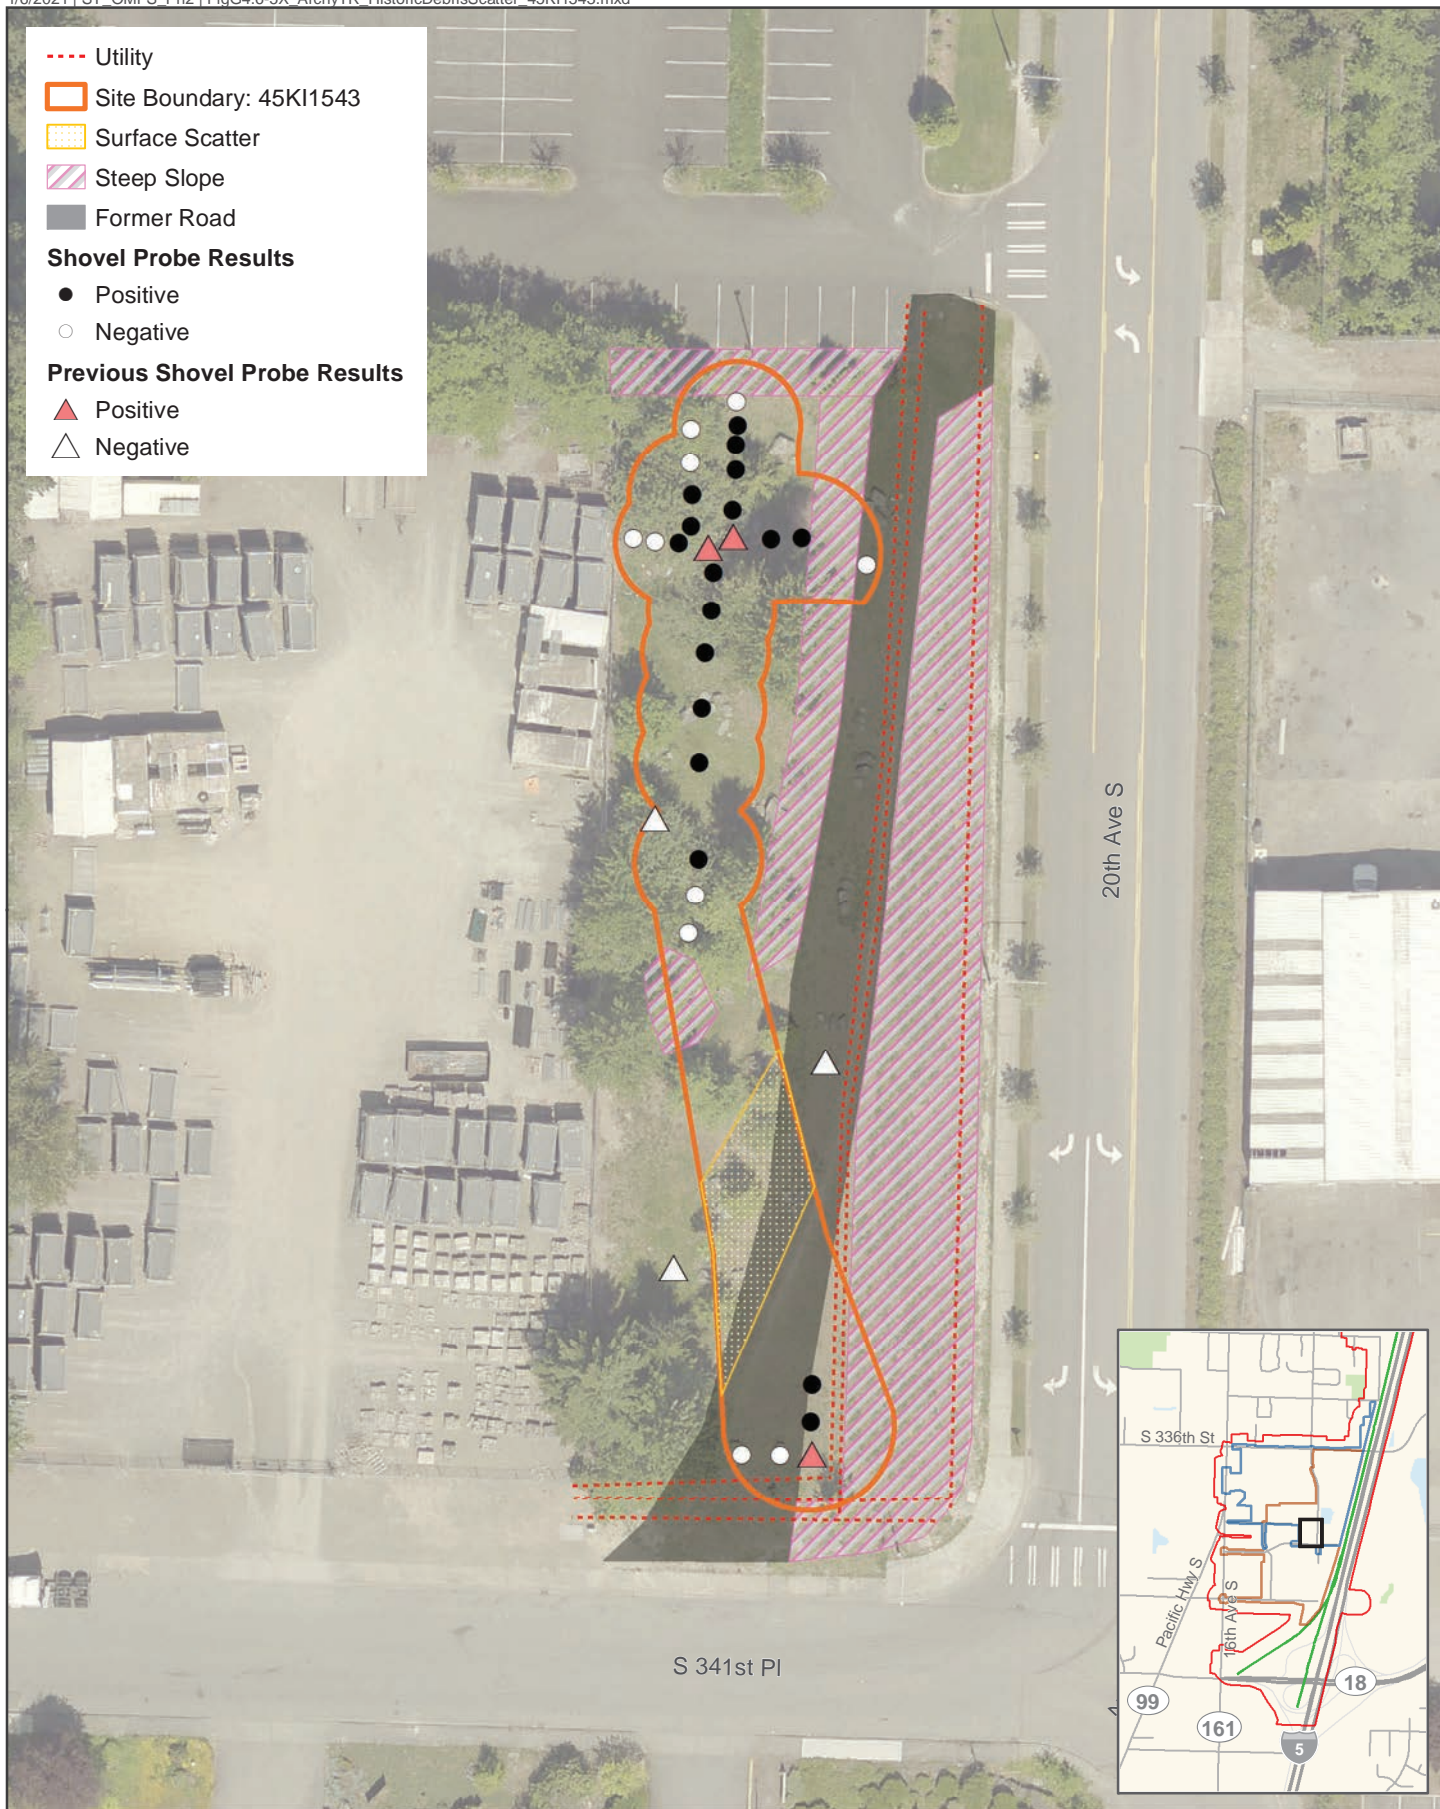 Utility
Site Boundary: 45KI1543
Surface Scatter
Steep Slope
Former Road
Shovel Probe Results
Positive
Negative
Previous Shovel Probe Results
Positive
Negative
20th Ave S
S 341st Pl
S 336th St
Pacific Hwy S
16th Ave S
99
161
18
5